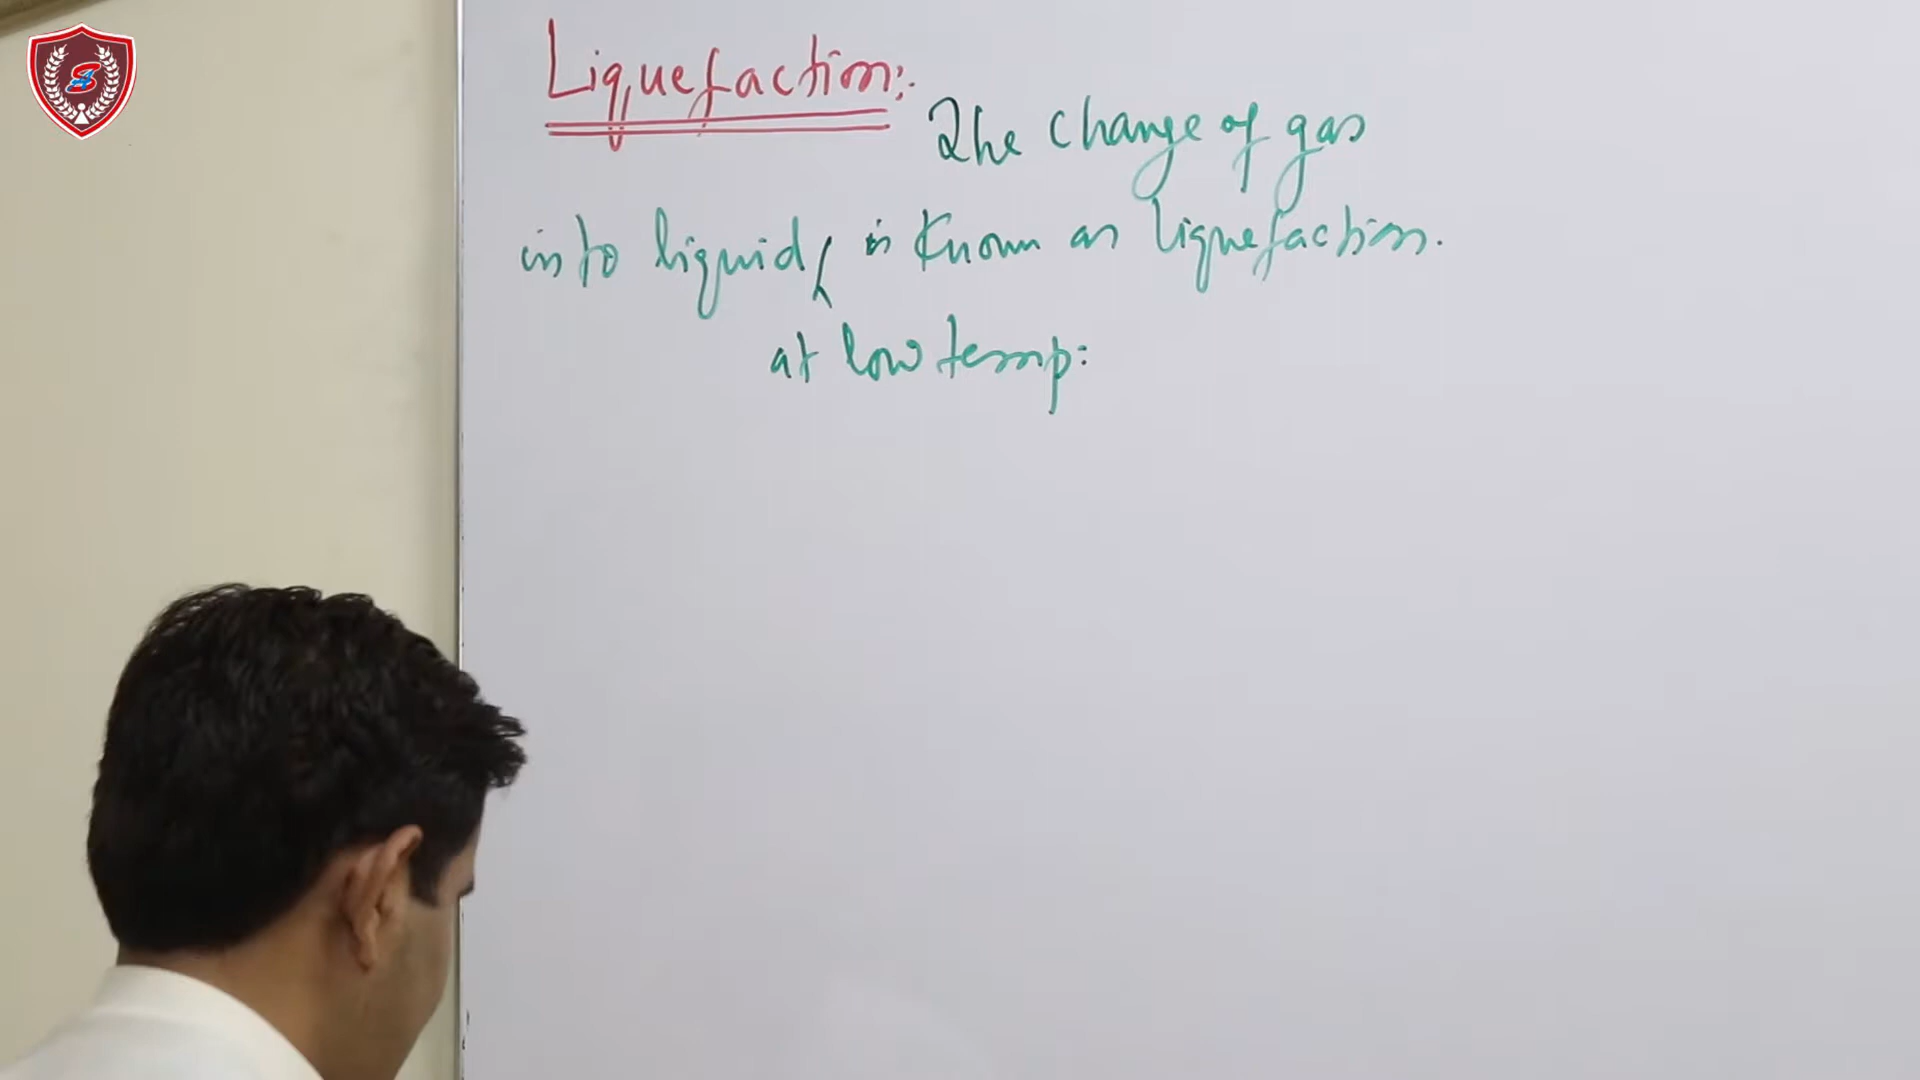 Liquefaction:-
The change of gas
into liquid is known as liquefaction.
at low temp: